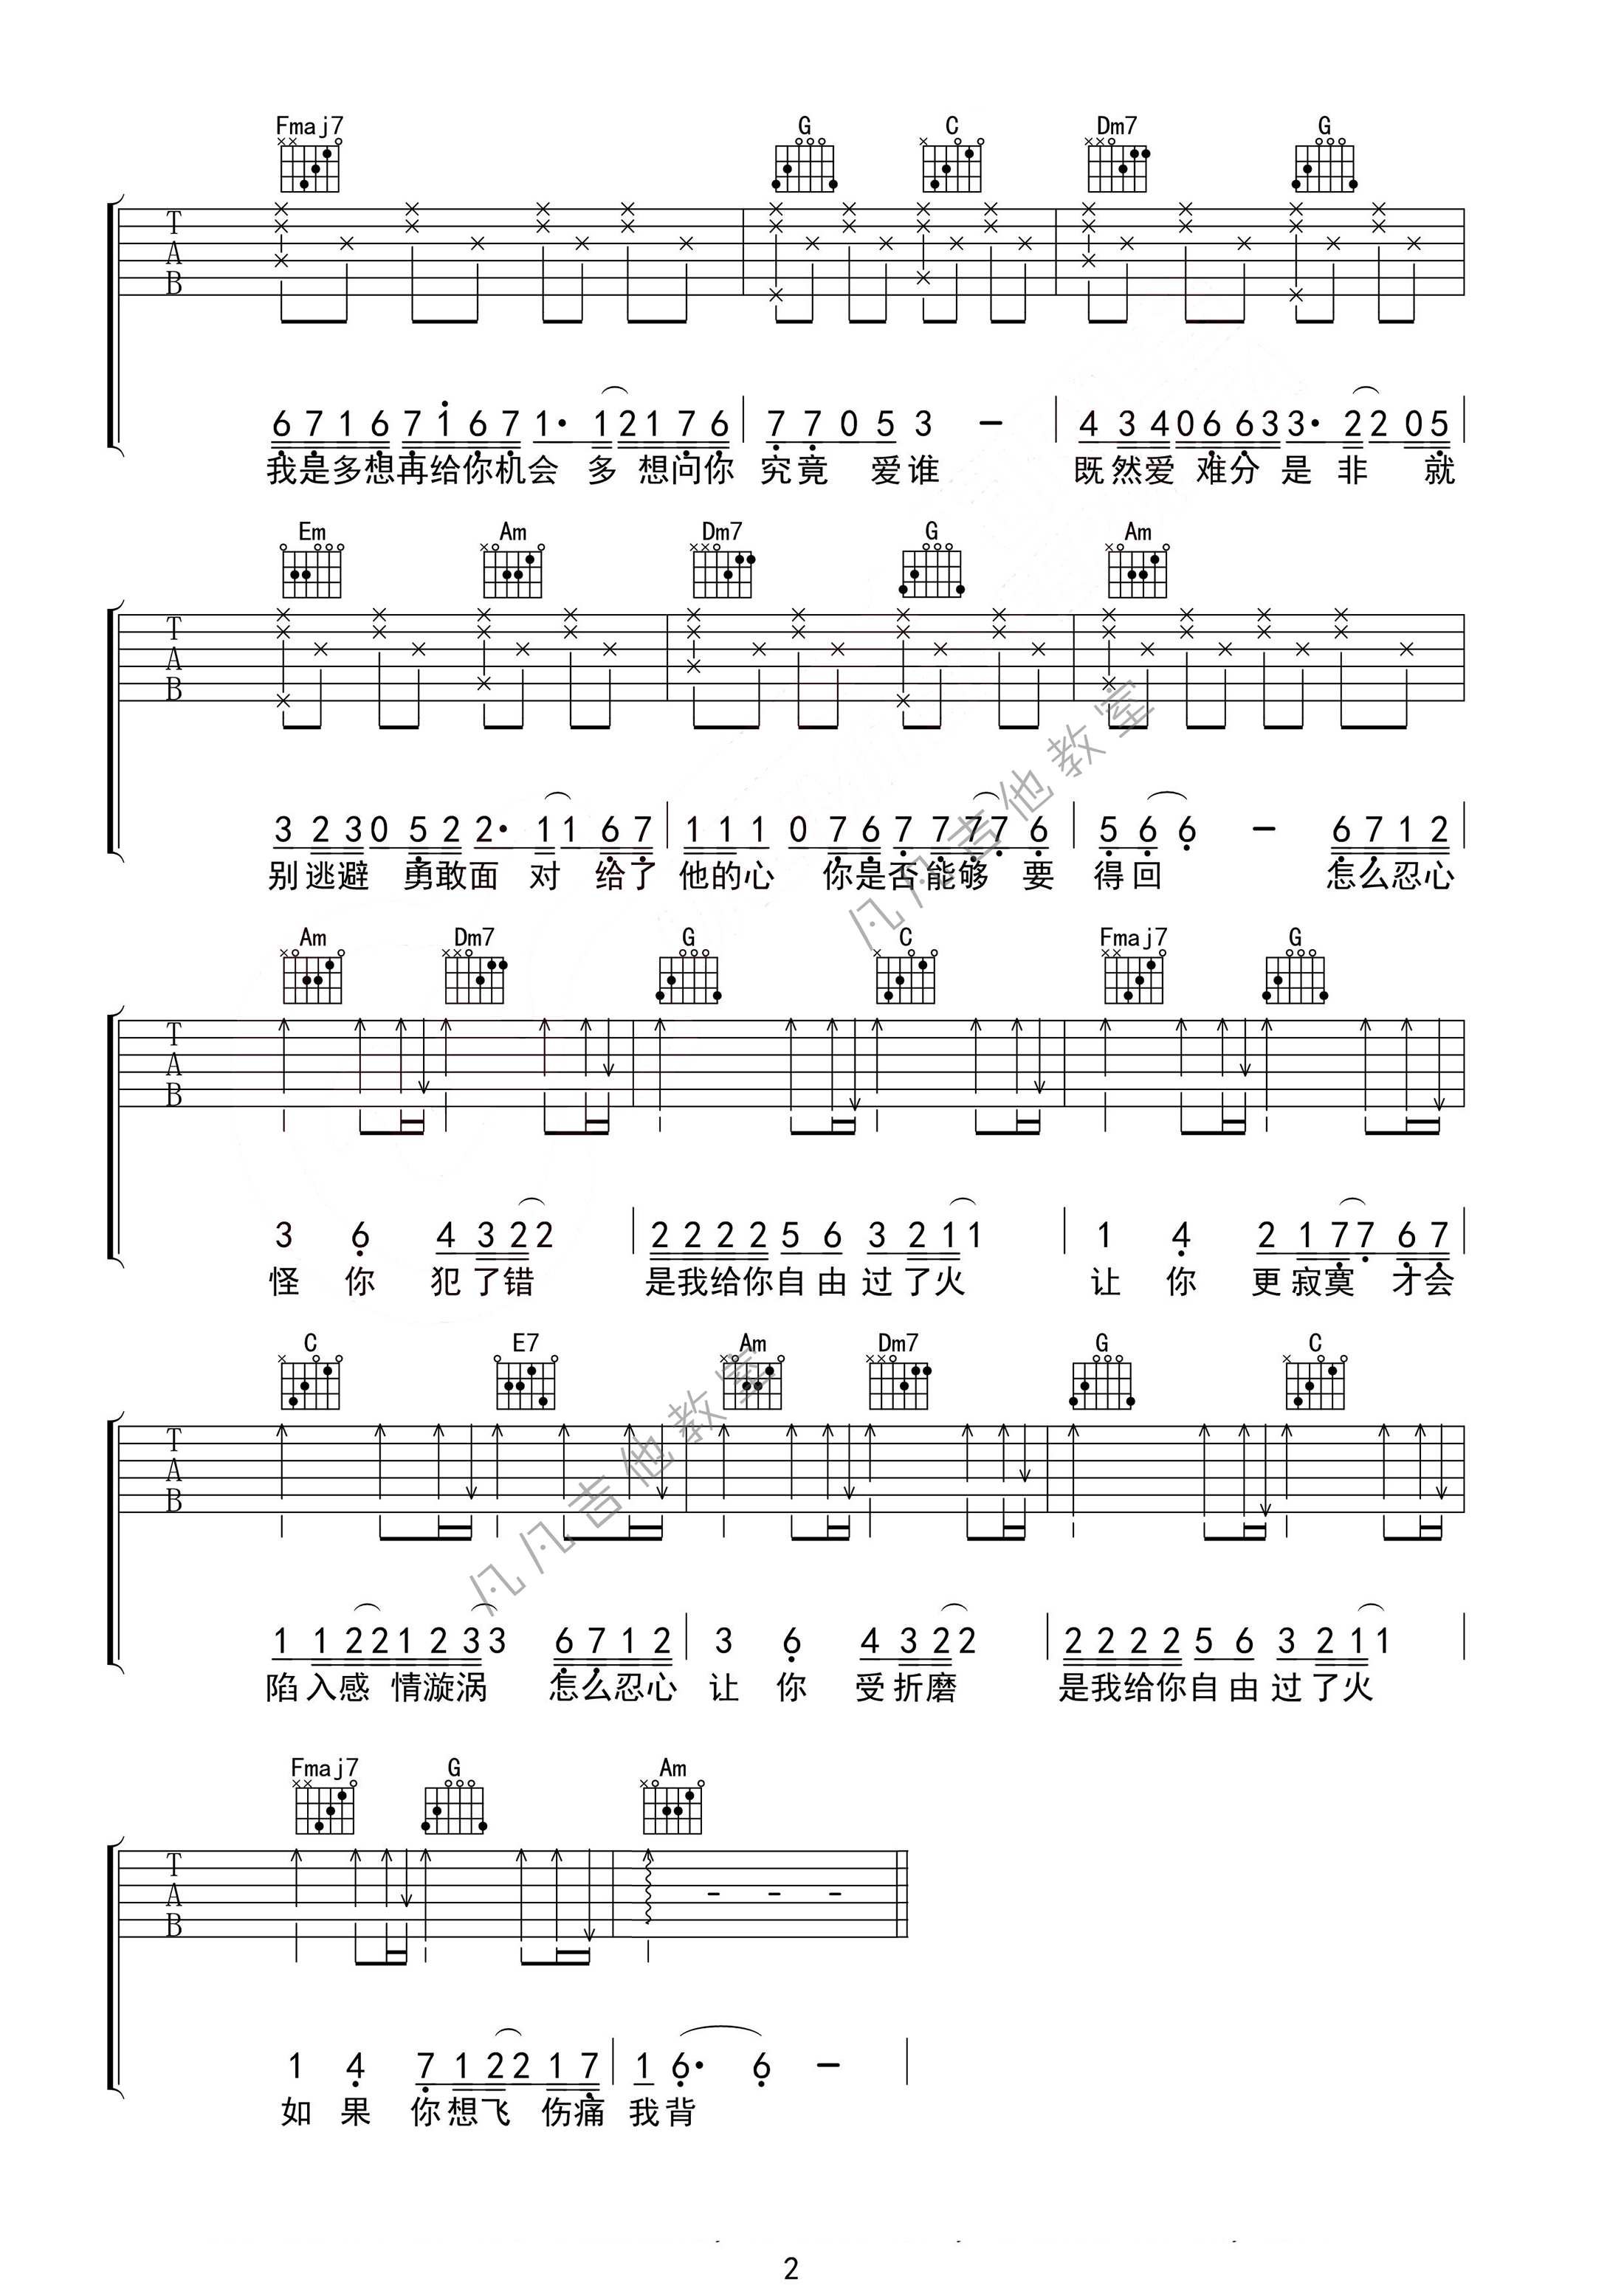 Fmaj7 G C Dm7 G
T
A
B
6 7 1 6 7 1 6 7 1· 1 2 1 7 6 | 7 7 0 5 3 - | 4 3 4 0 6 6 3 3· 2 2 0 5 |
我是多想再给你机会 多 想问你 究竟 爱谁 既然爱 难分 是 非 就
Em Am Dm7 G Am
T
A
B
3 2 3 0 5 2 2· 1 1 6 7 | 1 1 1 0 7 6 7 7 7 7 6 | 5 6 6 - 6 7 1 2
别逃避 勇敢面 对 给了 他的心 你是否能够 要 得回 怎么忍心
Am Dm7 G C Fmaj7 G
T
A
B
3 6 4 3 2 2 | 2 2 2 2 5 6 3 2 1 1 | 1 4 2 1 7 7 6 7 |
怪 你 犯了错 是我给你自由过了火 让 你 更寂寞 才会
C E7 Am Dm7 G C
T
A
B
1 1 2 2 1 2 3 3 6 7 1 2 | 3 6 4 3 2 2 | 2 2 2 2 5 6 3 2 1 1 |
陷入感 情漩涡 怎么忍心 让 你 受折磨 是我给你自由过了火
Fmaj7 G Am
T
A
B
1 4 7 1 2 2 1 7 | 1 6· 6 - |
如 果 你想飞 伤痛 我背
凡凡吉他教室
凡凡吉他教室
2